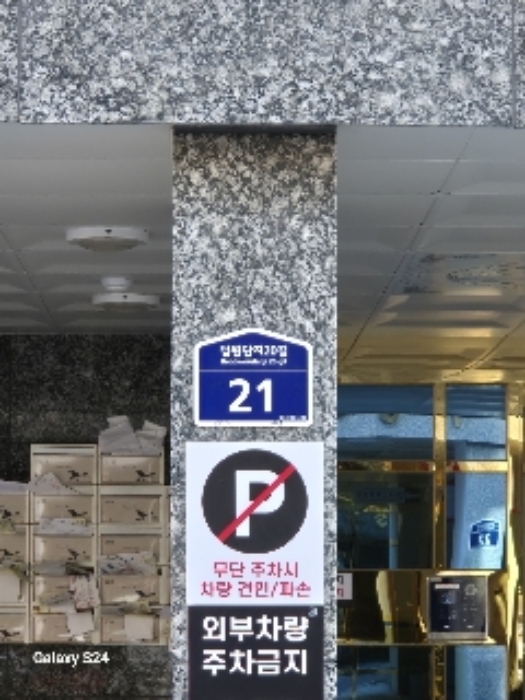 21
P
무단 주차시
차량 견인/파손
외부차량
주차금지
Galaxy S24